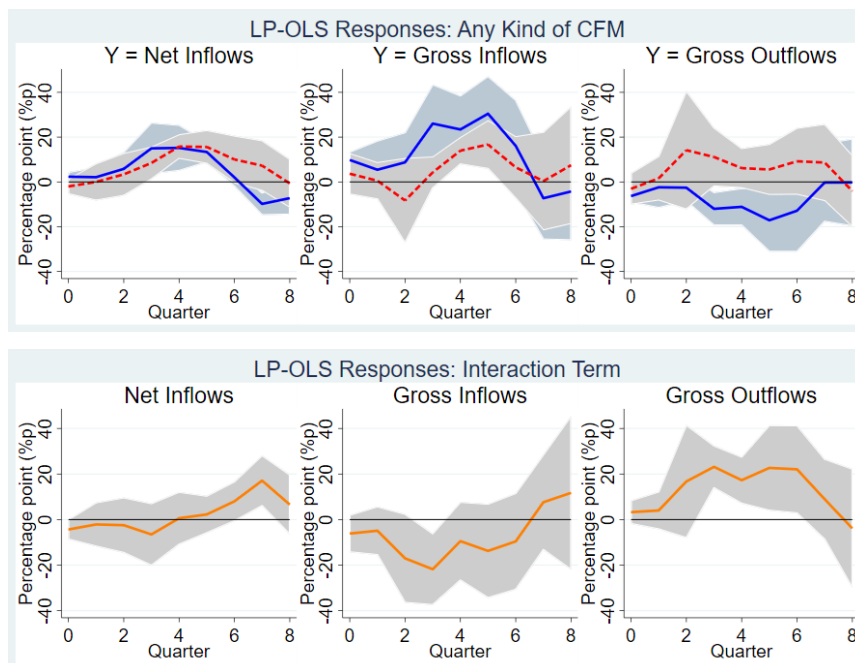 LP-OLS Responses: Any Kind of CFM
Y = Net Inflows
Y = Gross Inflows
Y = Gross Outflows
Percentage point (%p)
-40 -20 0 20 40
0 2 4 6 8
Quarter
Percentage point (%p)
-40 -20 0 20 40
0 2 4 6 8
Quarter
Percentage point (%p)
-40 -20 0 20 40
0 2 4 6 8
Quarter
LP-OLS Responses: Interaction Term
Net Inflows
Gross Inflows
Gross Outflows
Percentage point (%p)
-40 -20 0 20 40
0 2 4 6 8
Quarter
Percentage point (%p)
-40 -20 0 20 40
0 2 4 6 8
Quarter
Percentage point (%p)
-40 -20 0 20 40
0 2 4 6 8
Quarter